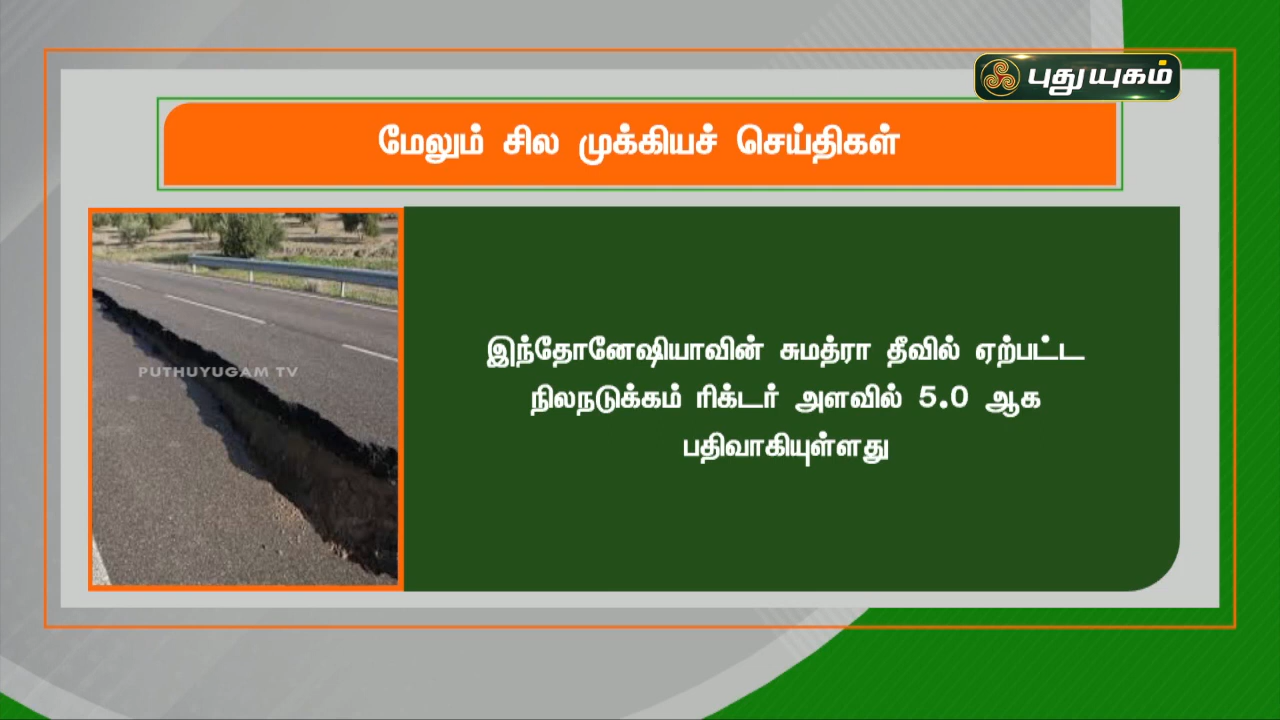 புதுயுகம்
மேலும் சில முக்கியச் செய்திகள்
இந்தோனேஷியாவின் சுமத்ரா தீவில் ஏற்பட்ட
நிலநடுக்கம் ரிக்டர் அளவில் 5.0 ஆக
பதிவாகியுள்ளது
PUTHUYUGAM TV